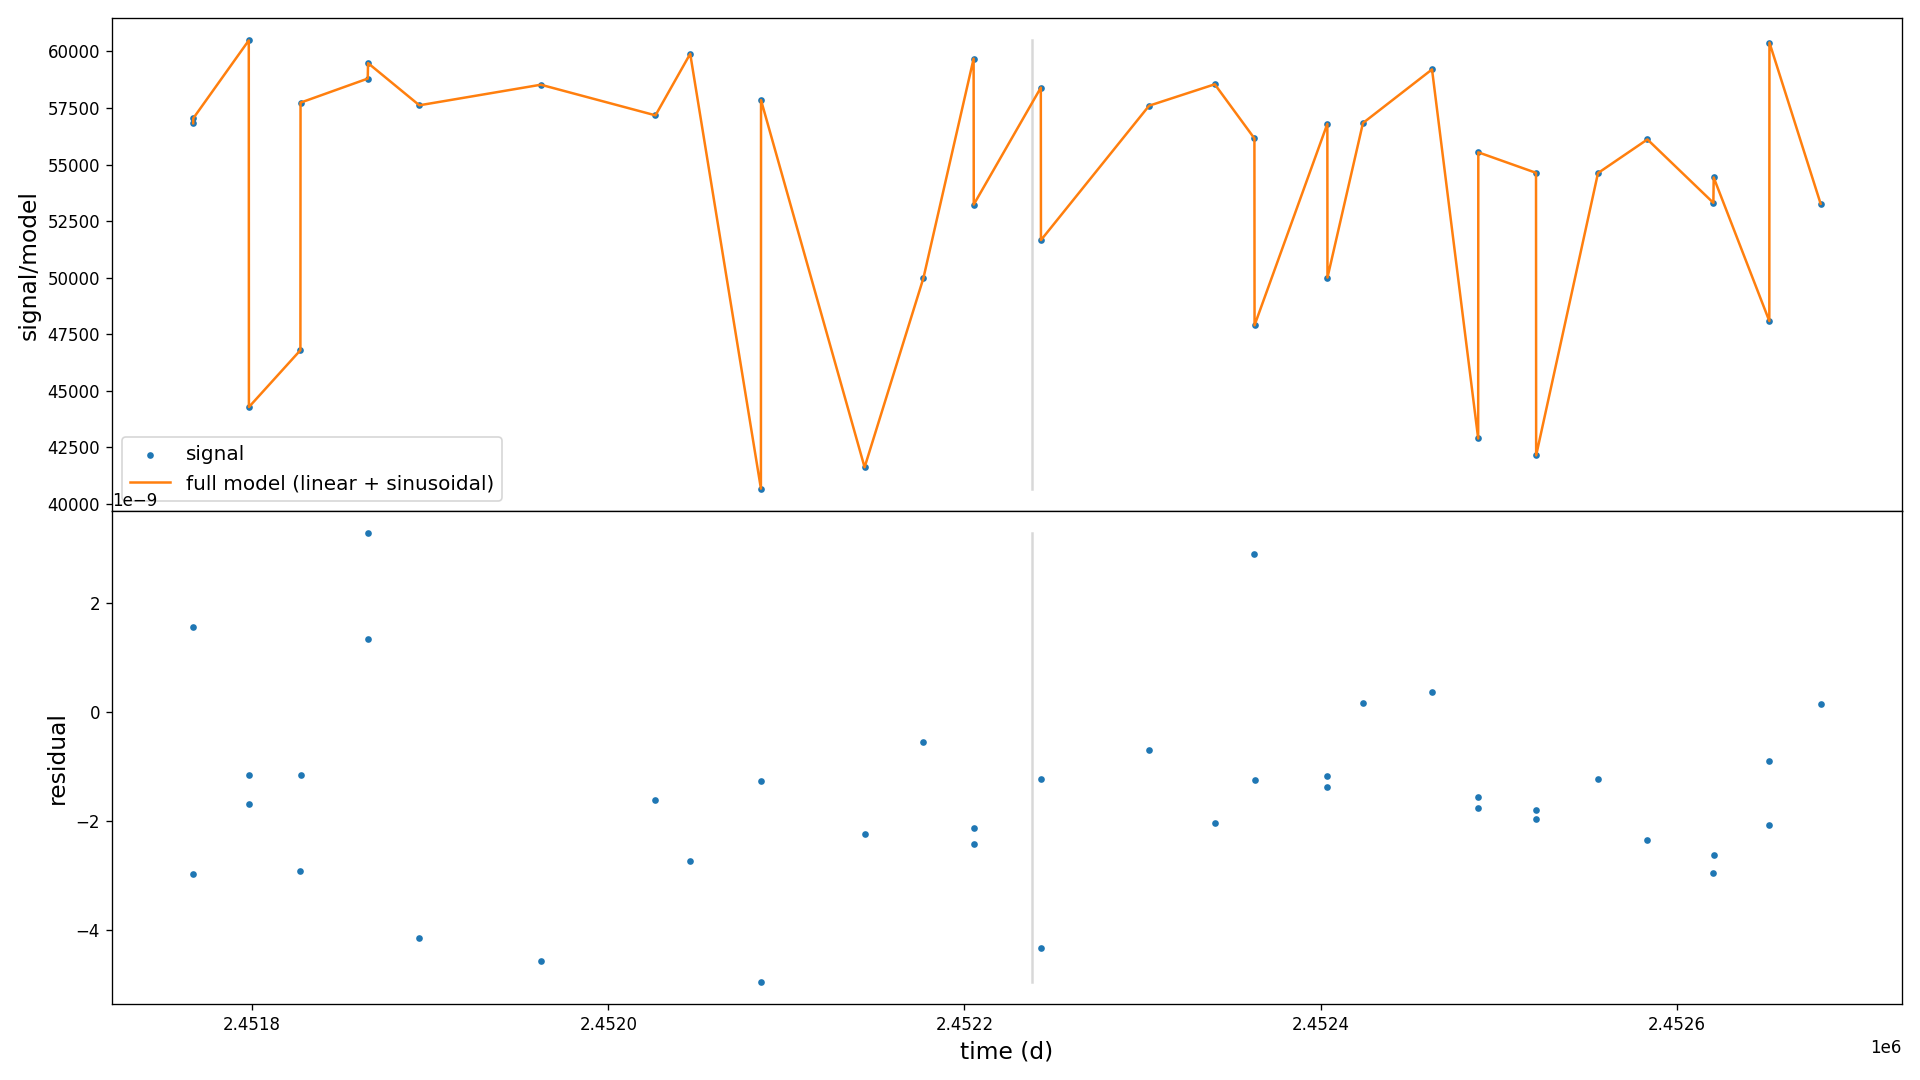 60000
57500
55000
52500
50000
47500
45000
42500
40000
signal/model
signal
full model (linear + sinusoidal)
1e−9
2
0
−2
−4
residual
2.4518
2.4520
2.4522
2.4524
2.4526
time (d)
1e6